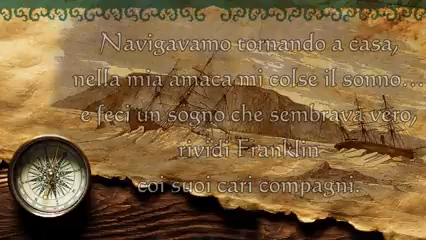 Navigavamo tornando a casa,
nella mia amaca mi colse il sonno...
e feci un sogno che sembrava vero,
rividi Franklin
coi suoi cari compagni.